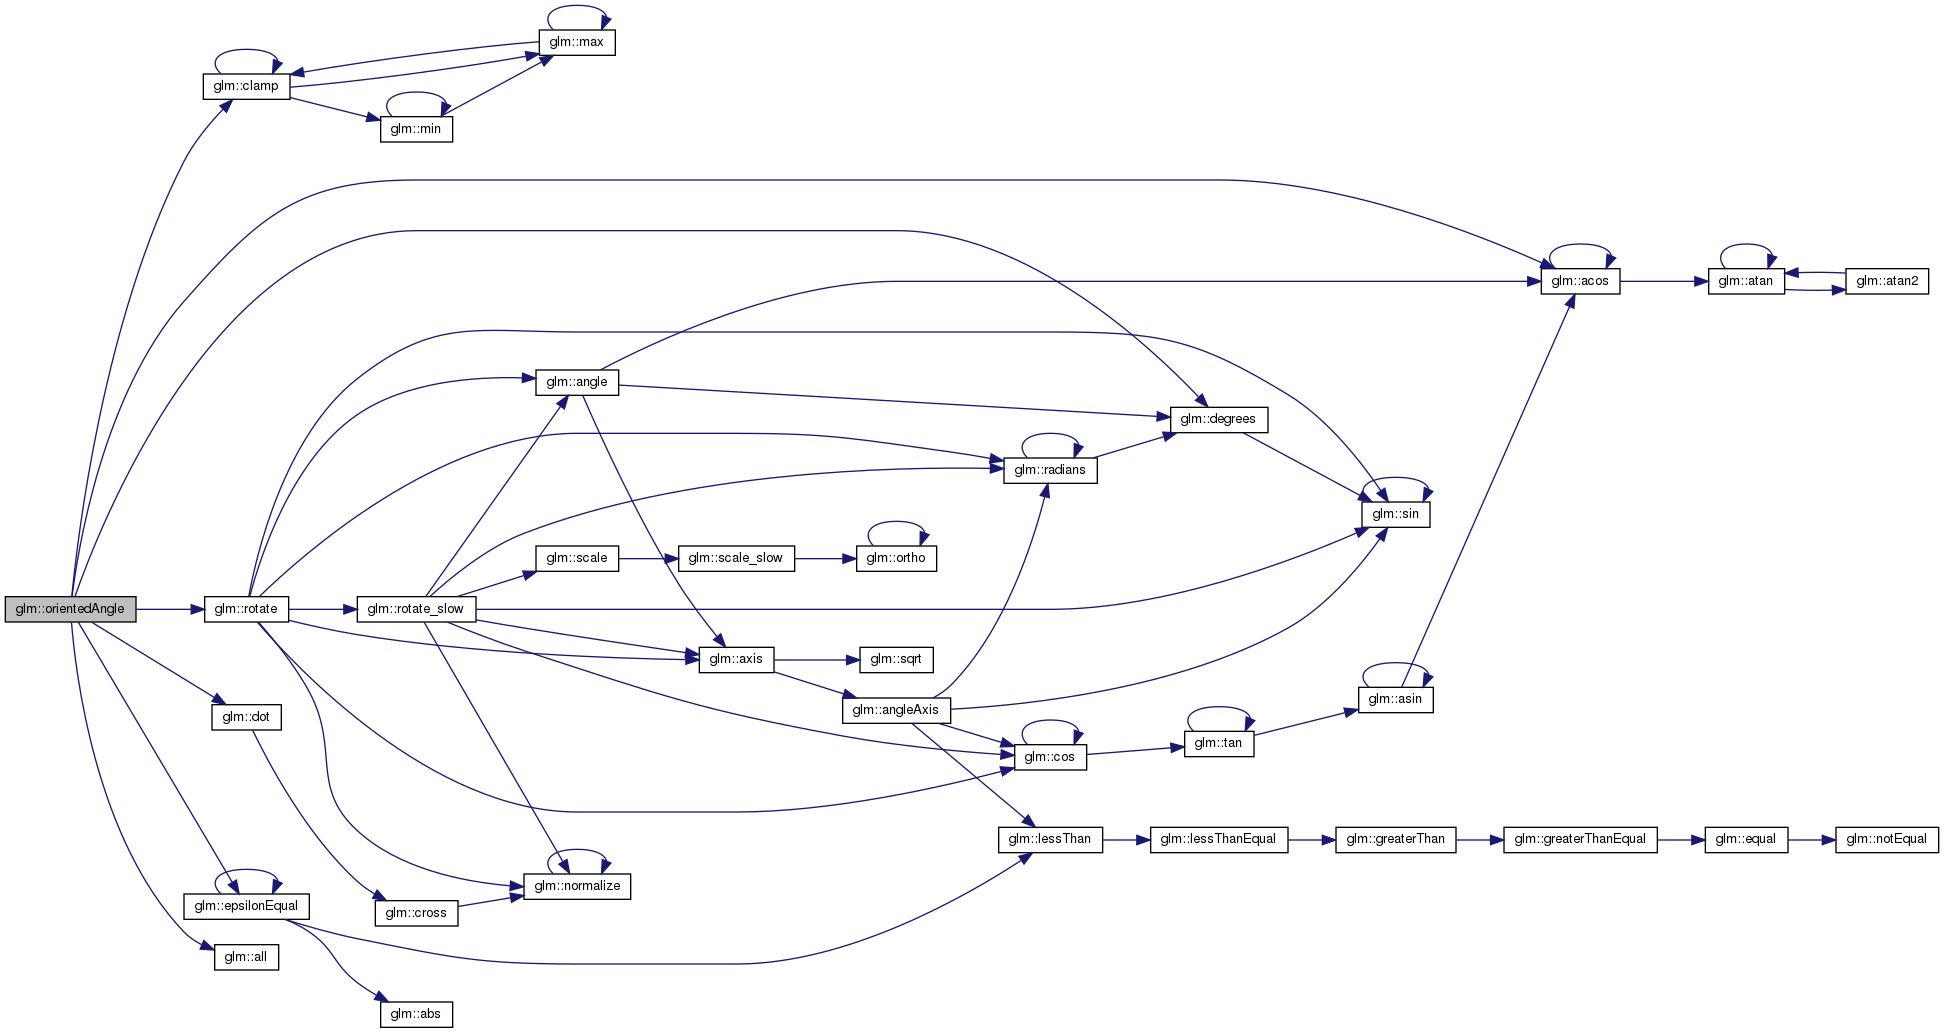 glm::max
glm::clamp
glm::min
glm::acos
glm::atan
glm::atan2
glm::angle
glm::degrees
glm::radians
glm::sin
glm::scale
glm::scale_slow
glm::ortho
glm::orientedAngle
glm::rotate
glm::rotate_slow
glm::axis
glm::sqrt
glm::asin
glm::angleAxis
glm::dot
glm::tan
glm::cos
glm::lessThan
glm::lessThanEqual
glm::greaterThan
glm::greaterThanEqual
glm::equal
glm::notEqual
glm::normalize
glm::epsilonEqual
glm::cross
glm::all
glm::abs